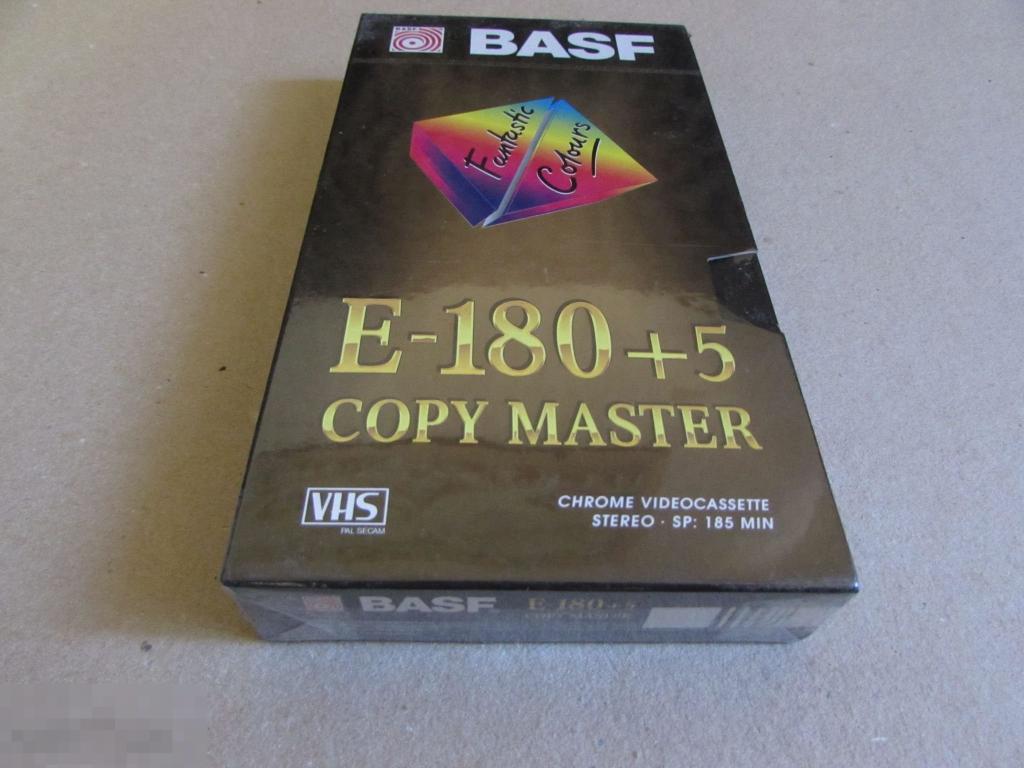 BASF
BASF
Fantastic
Colours
E-180+5
COPY MASTER
VHS
PAL SECAM
CHROME VIDEOCASSETTE
STEREO · SP: 185 MIN
BASF
E-180+5
COPY MASTER